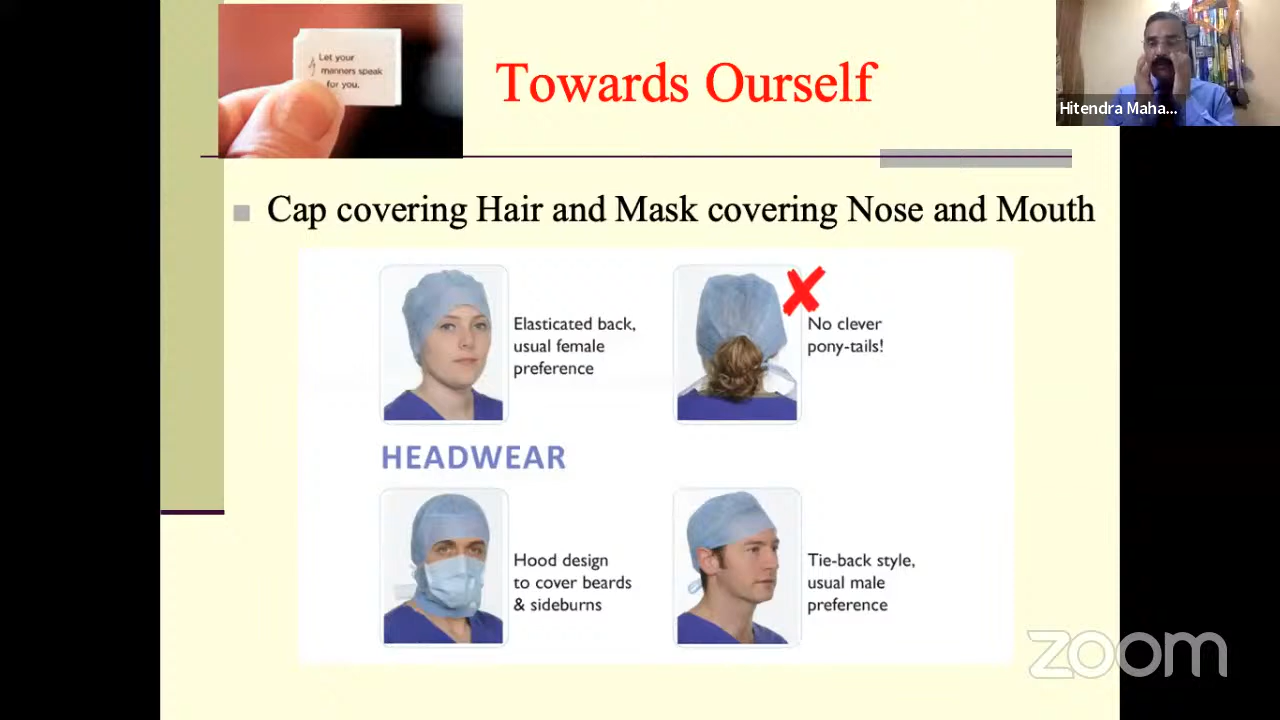 Let your
manners speak
for you.
Towards Ourself
Hitendra Maha...
Cap covering Hair and Mask covering Nose and Mouth
Elasticated back,
usual female
preference
No clever
pony-tails!
HEADWEAR
Hood design
to cover beards
& sideburns
Tie-back style,
usual male
preference
zoom